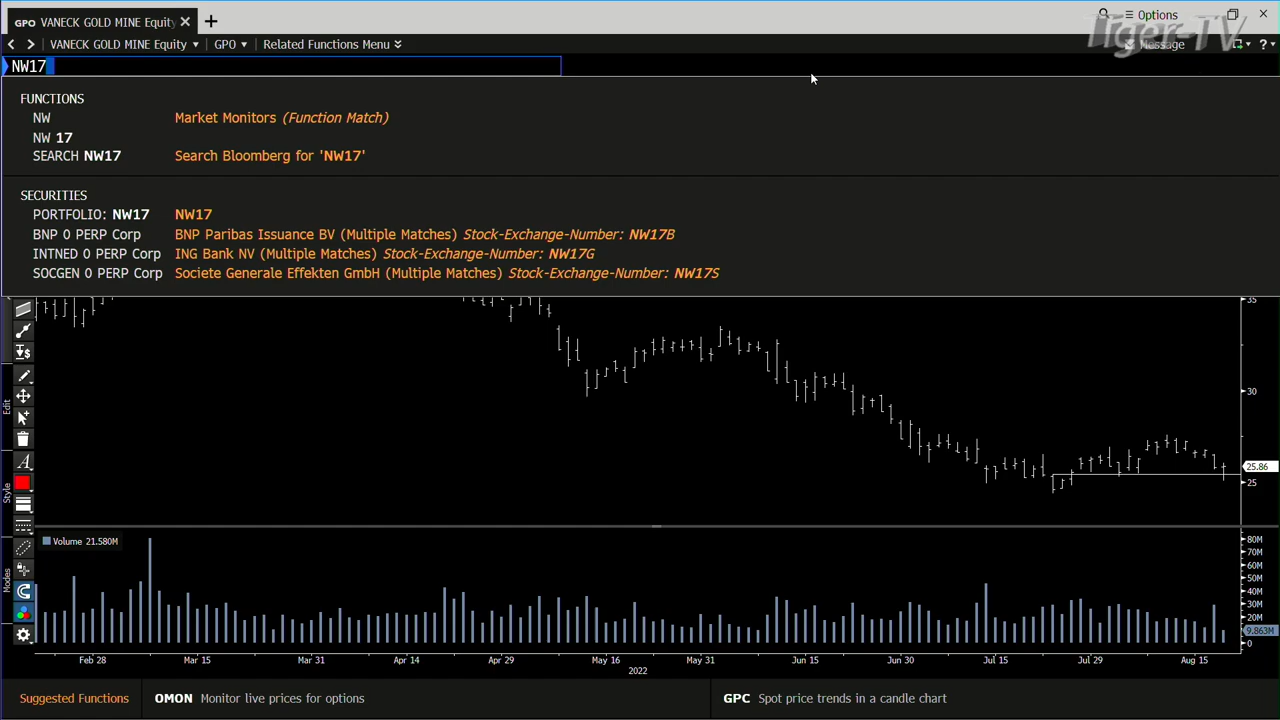 GPO VANECK GOLD MINE Equity
Options
Tiger-TV
VANECK GOLD MINE Equity GPO Related Functions Menu
Message
NW17
FUNCTIONS
NW Market Monitors (Function Match)
NW 17
SEARCH NW17 Search Bloomberg for 'NW17'
SECURITIES
PORTFOLIO: NW17 NW17
BNP 0 PERP Corp BNP Paribas Issuance BV (Multiple Matches) Stock-Exchange-Number: NW17B
INTNED 0 PERP Corp ING Bank NV (Multiple Matches) Stock-Exchange-Number: NW17G
SOCGEN 0 PERP Corp Societe Generale Effekten GmbH (Multiple Matches) Stock-Exchange-Number: NW17S
35
30
25.86
25
Edit
Style
Modes
Volume 21.580M
80M
70M
60M
50M
40M
30M
20M
9.863M
0
Feb 28 Mar 15 Mar 31 Apr 14 Apr 29 May 16 May 31 Jun 15 Jun 30 Jul 15 Jul 29 Aug 15
2022
Suggested Functions OMON Monitor live prices for options GPC Spot price trends in a candle chart